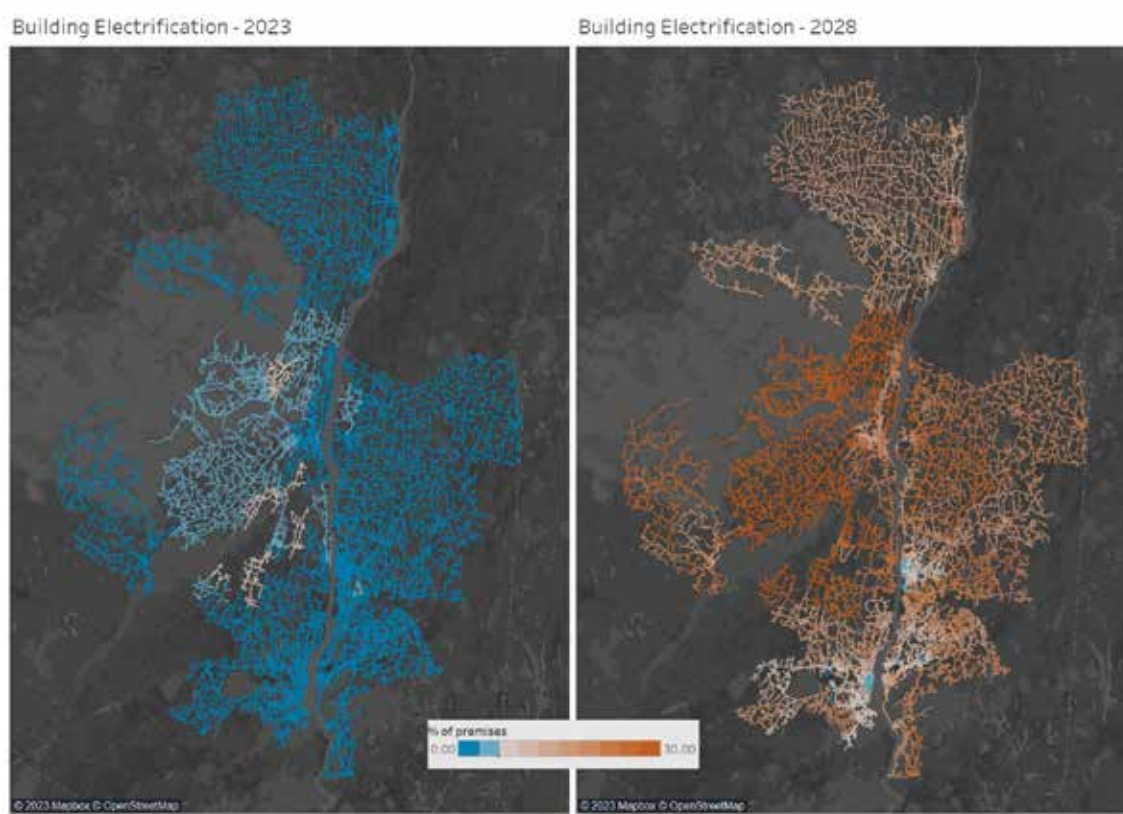 Building Electrification - 2023
Building Electrification - 2028
% of premises
0.00
30.00
© 2023 Mapbox © OpenStreetMap
© 2023 Mapbox © OpenStreetMap